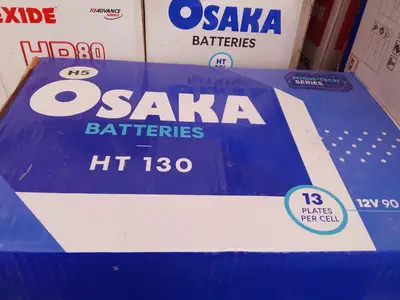 EXIDE
ADVANCE
HP80
OSAKA
BATTERIES
HT
H5
OSAKA
BATTERIES
HT 130
HIGH-TECH
SERIES
13
PLATES
PER CELL
12V 90